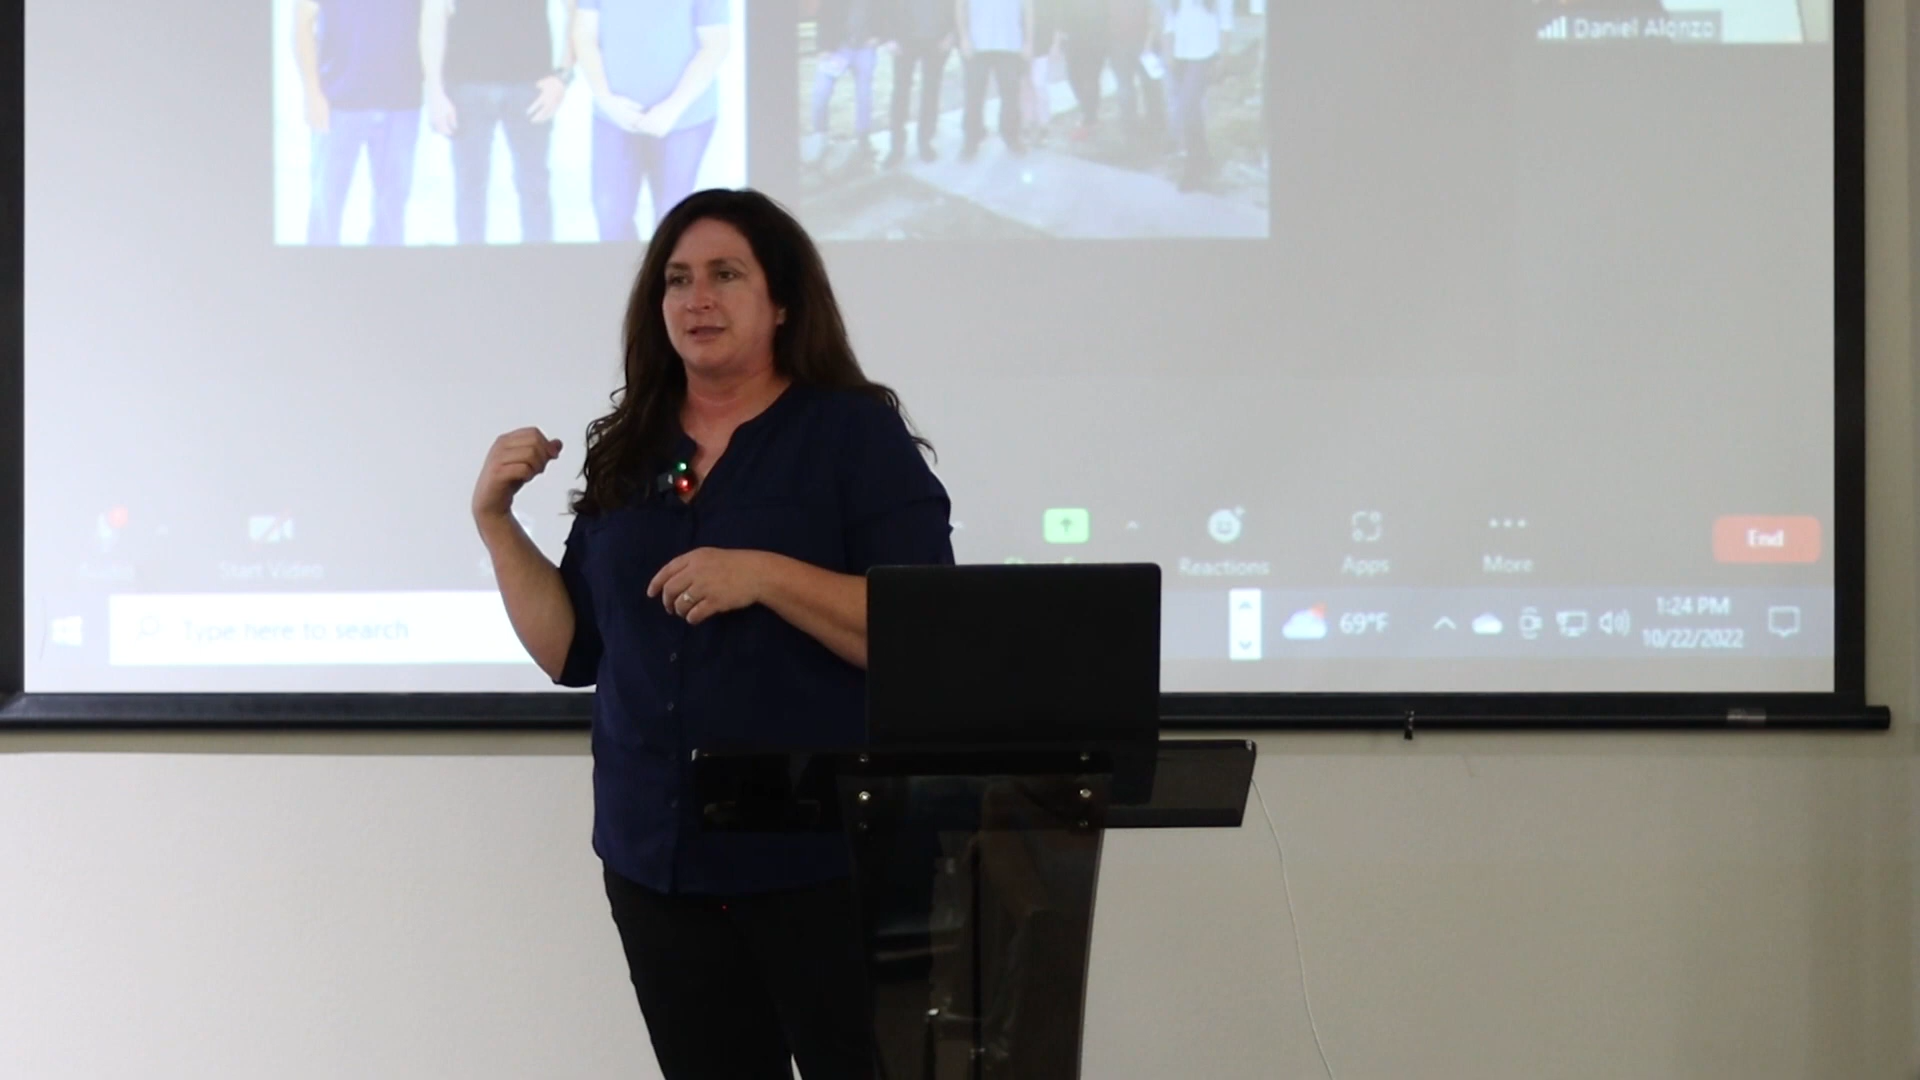 Daniel Alonzo
Start Video
Reactions
Apps
More
End
Type here to search
69°F
1:24 PM
10/22/2022